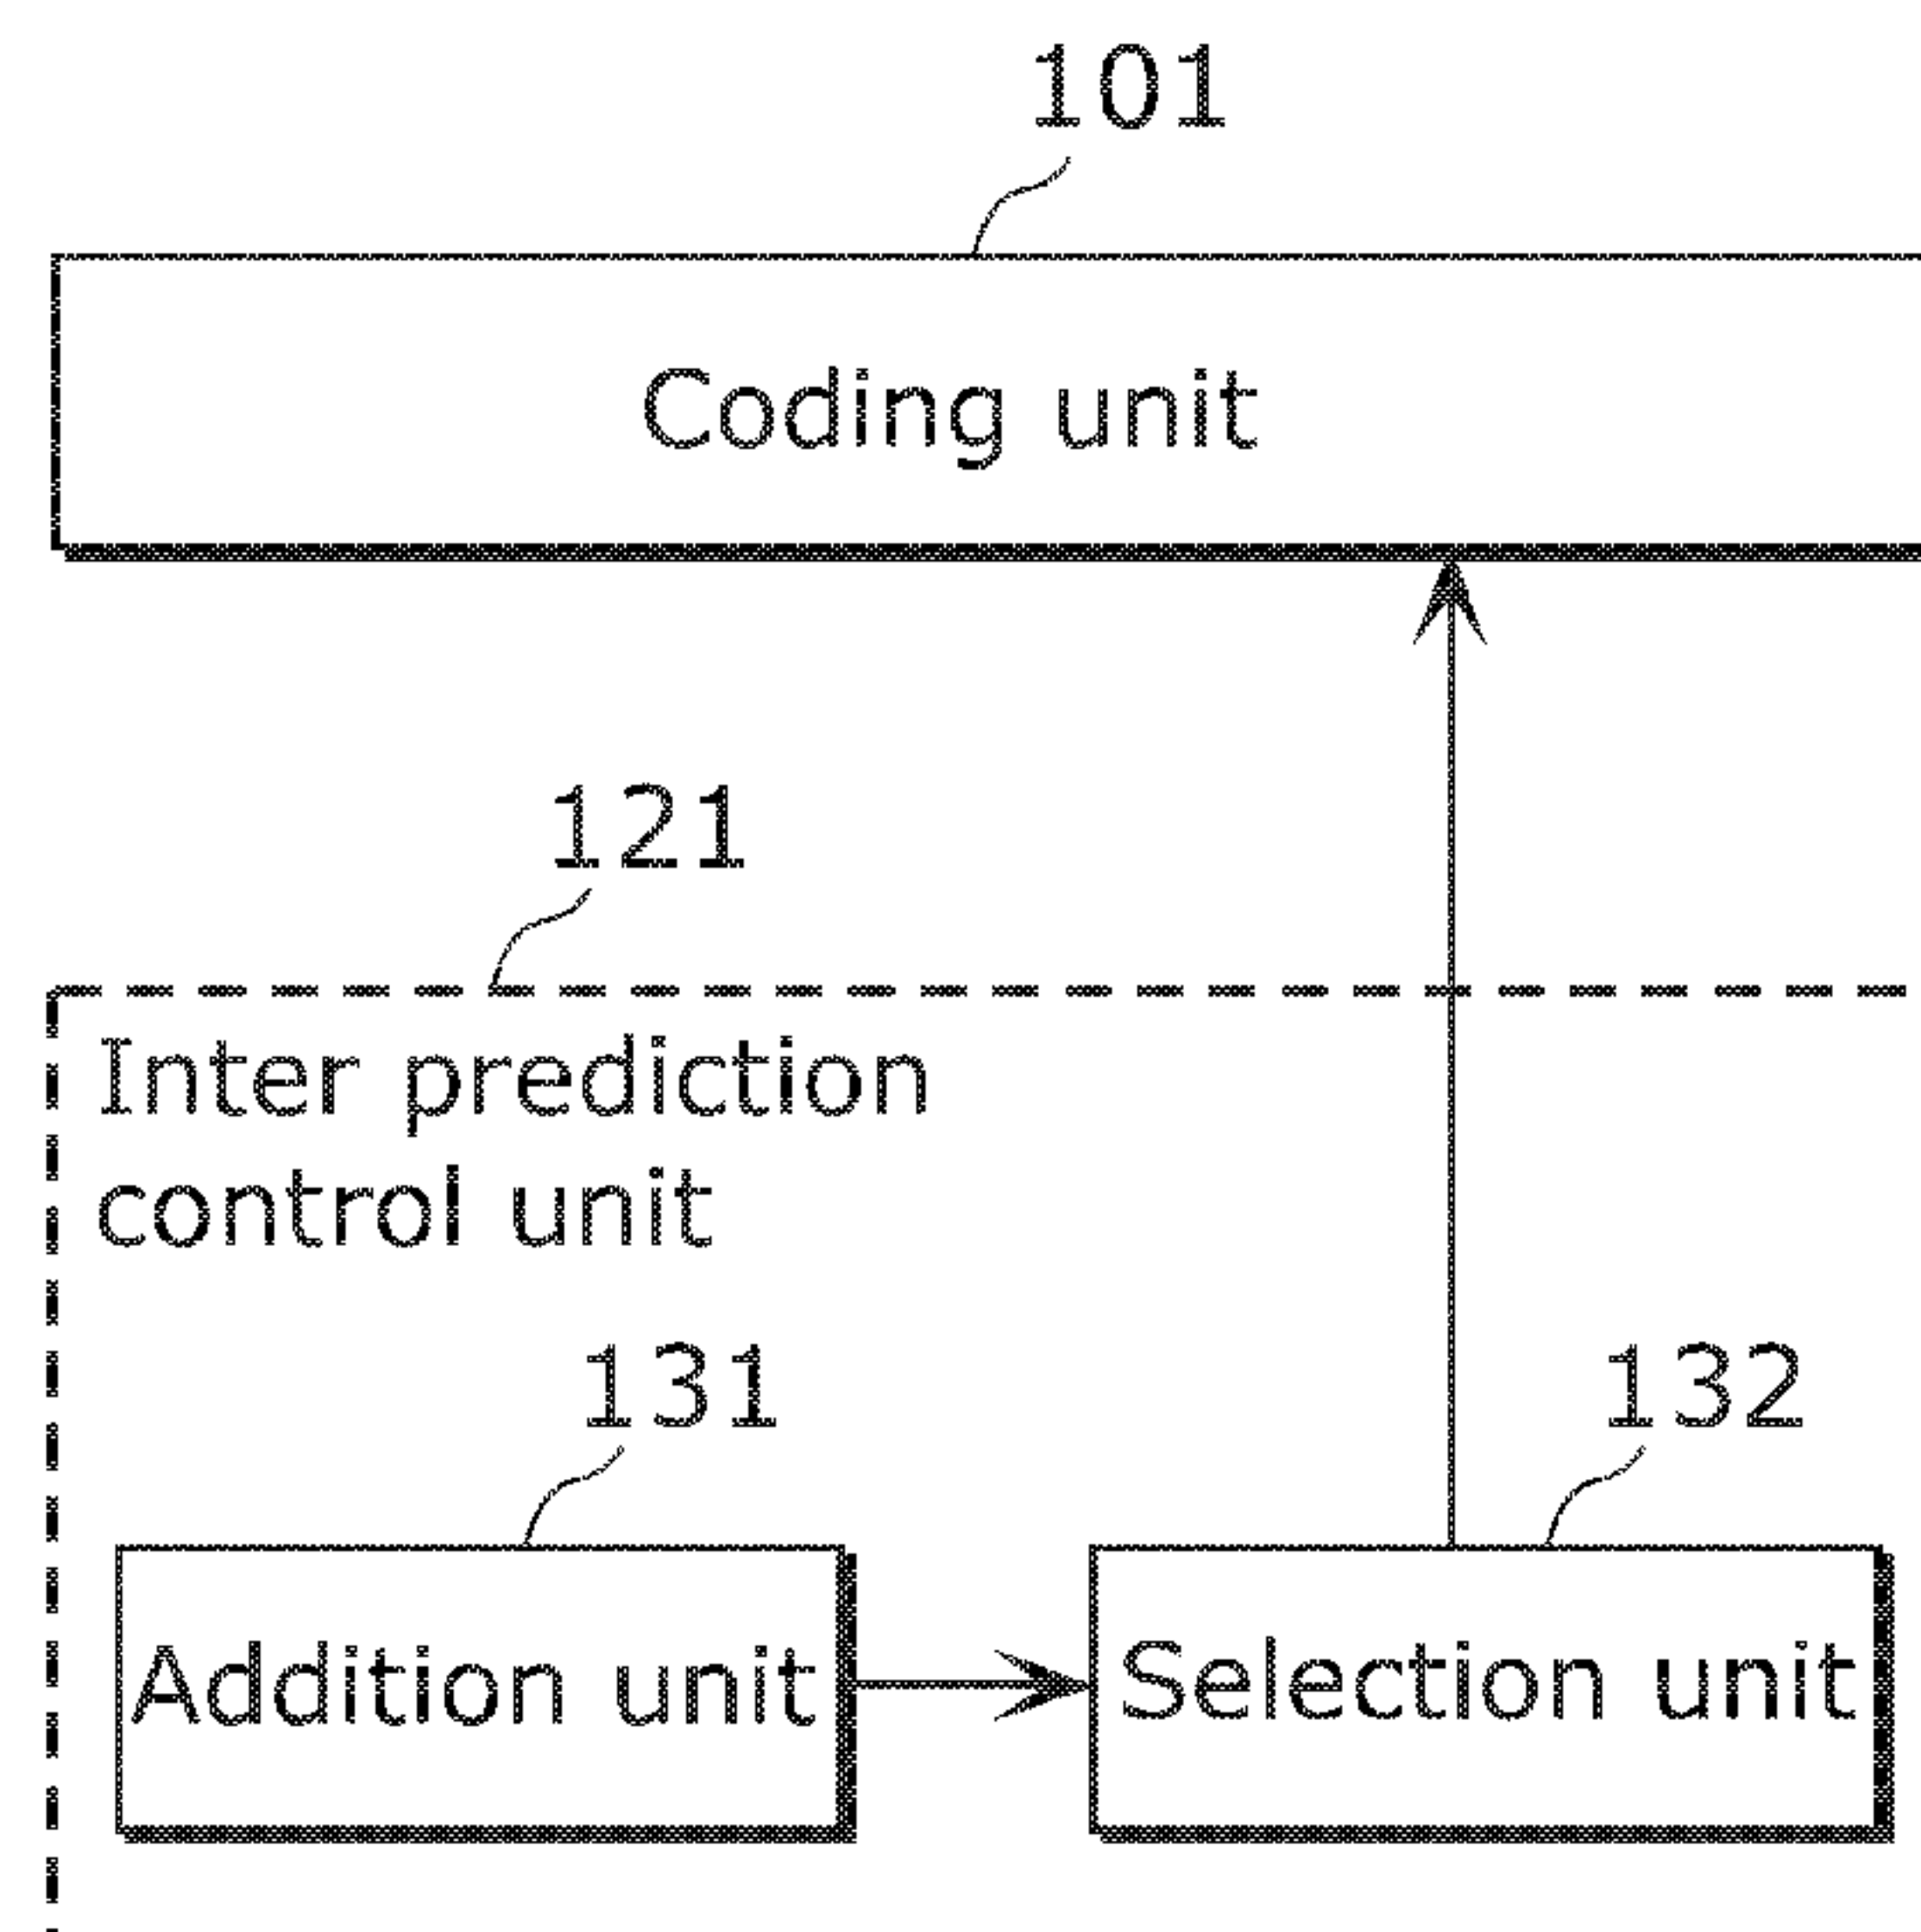 101
Coding unit
121
Inter prediction
control unit
131
132
Addition unit
Selection unit